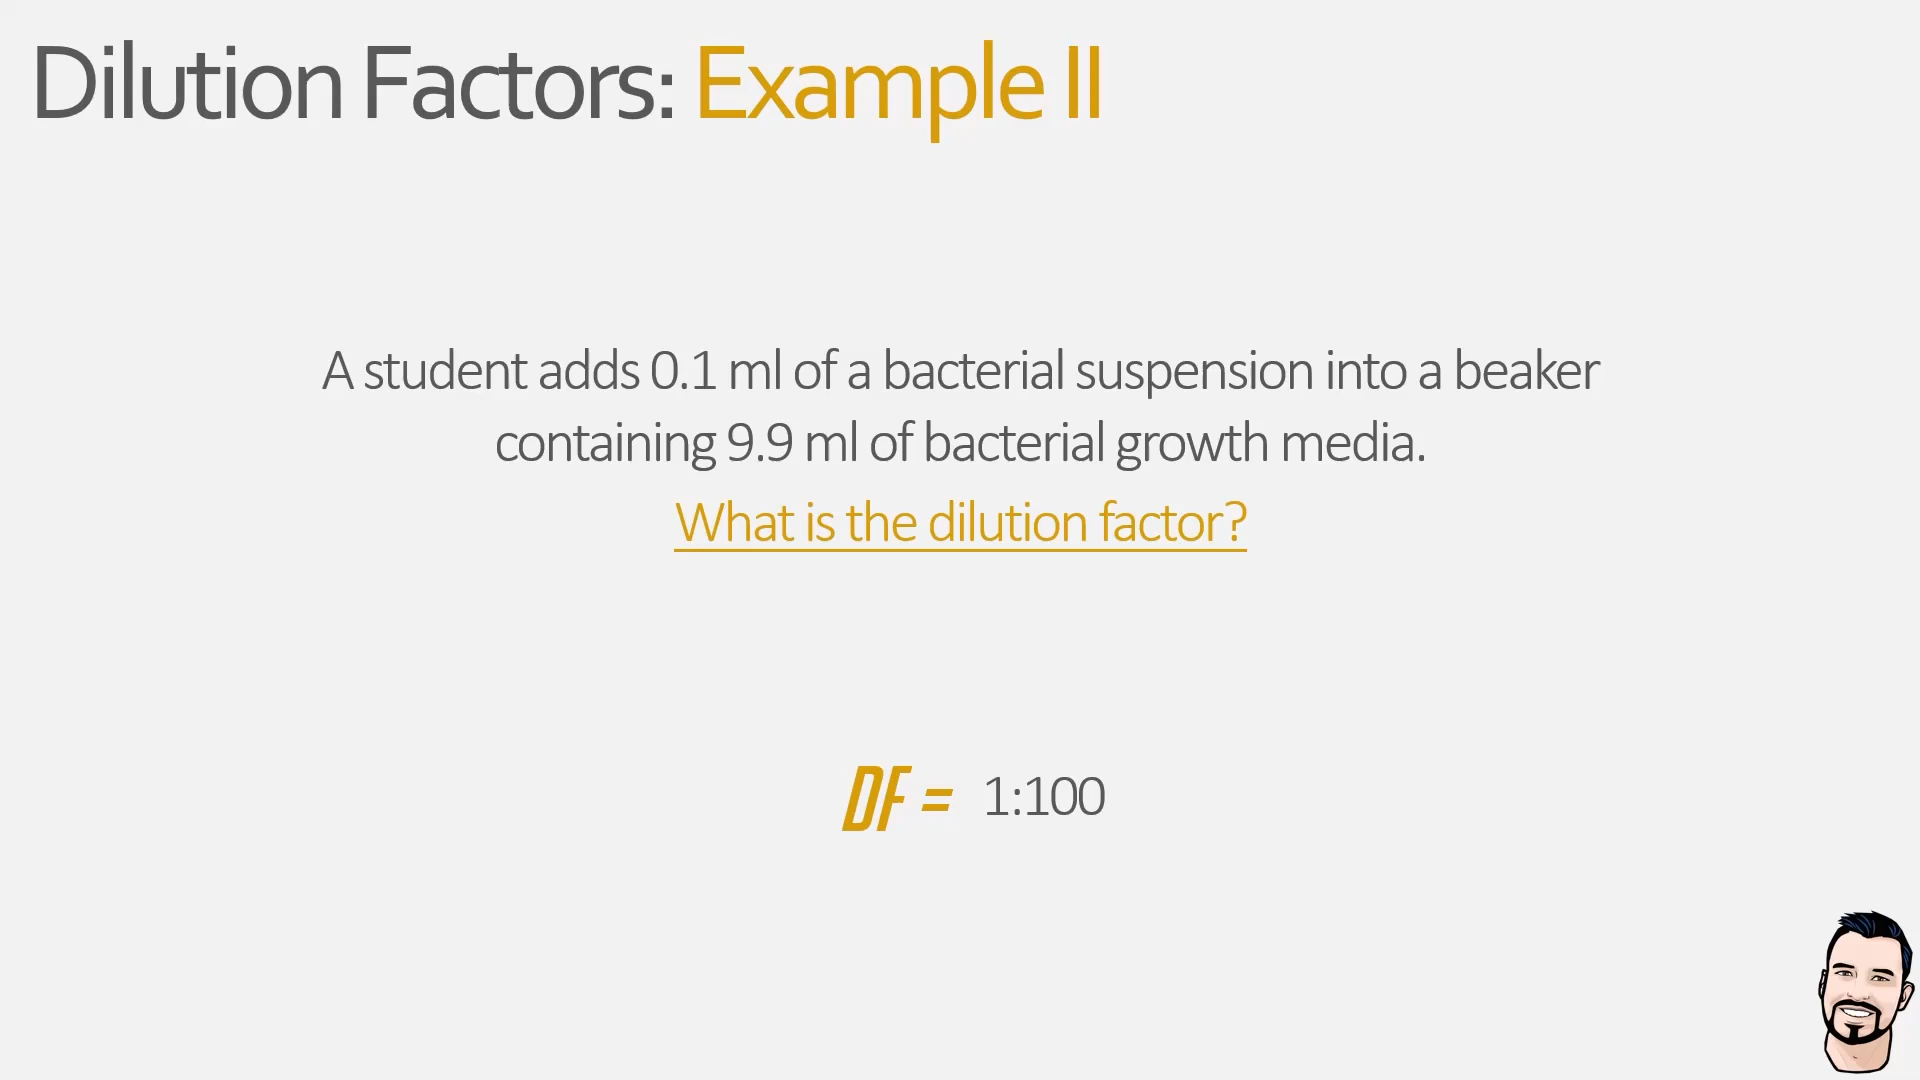 Dilution Factors: Example II
A student adds 0.1 ml of a bacterial suspension into a beaker
containing 9.9 ml of bacterial growth media.
What is the dilution factor?
DF = 1:100